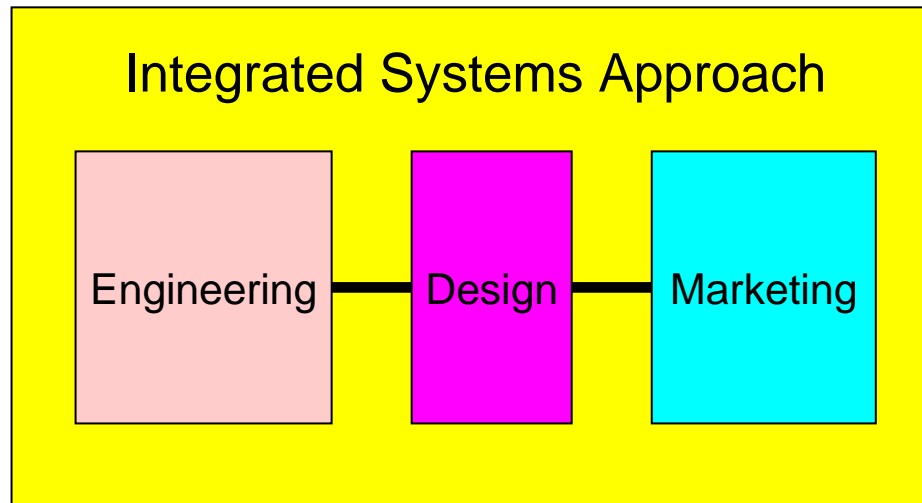 Integrated Systems Approach
Engineering
Design
Marketing